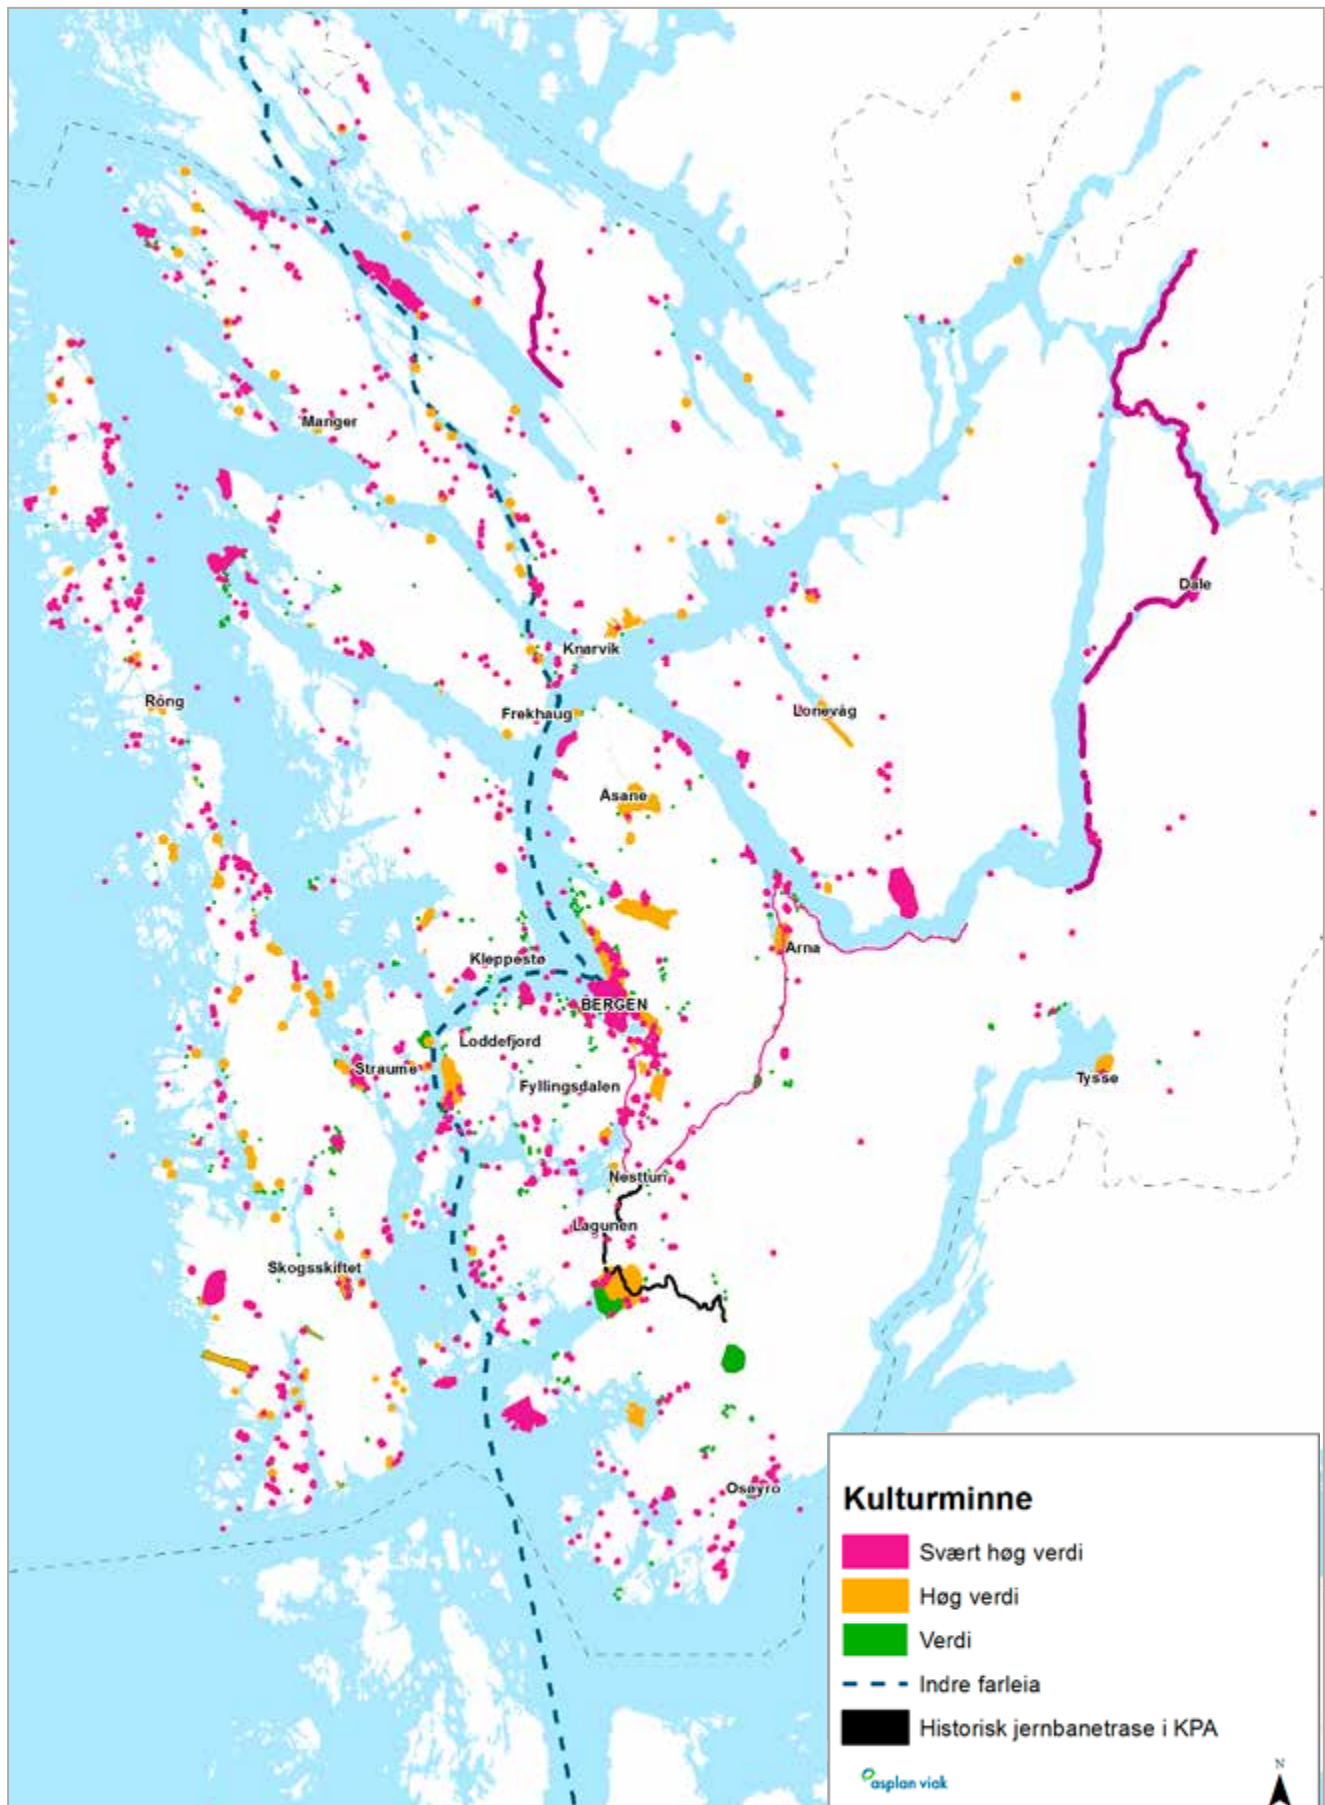 Manger
Dale
Knarvik
Rong
Frekhaug
Lonevåg
Åsane
Arna
Kleppestø
BERGEN
Loddefjord
Straume
Tysse
Fyllingsdalen
Nesttun
Lagunen
Skogsskiftet
Osøyro
Kulturminne
Svært høg verdi
Høg verdi
Verdi
Indre farleia
Historisk jernbanetrase i KPA
asplan viak
N